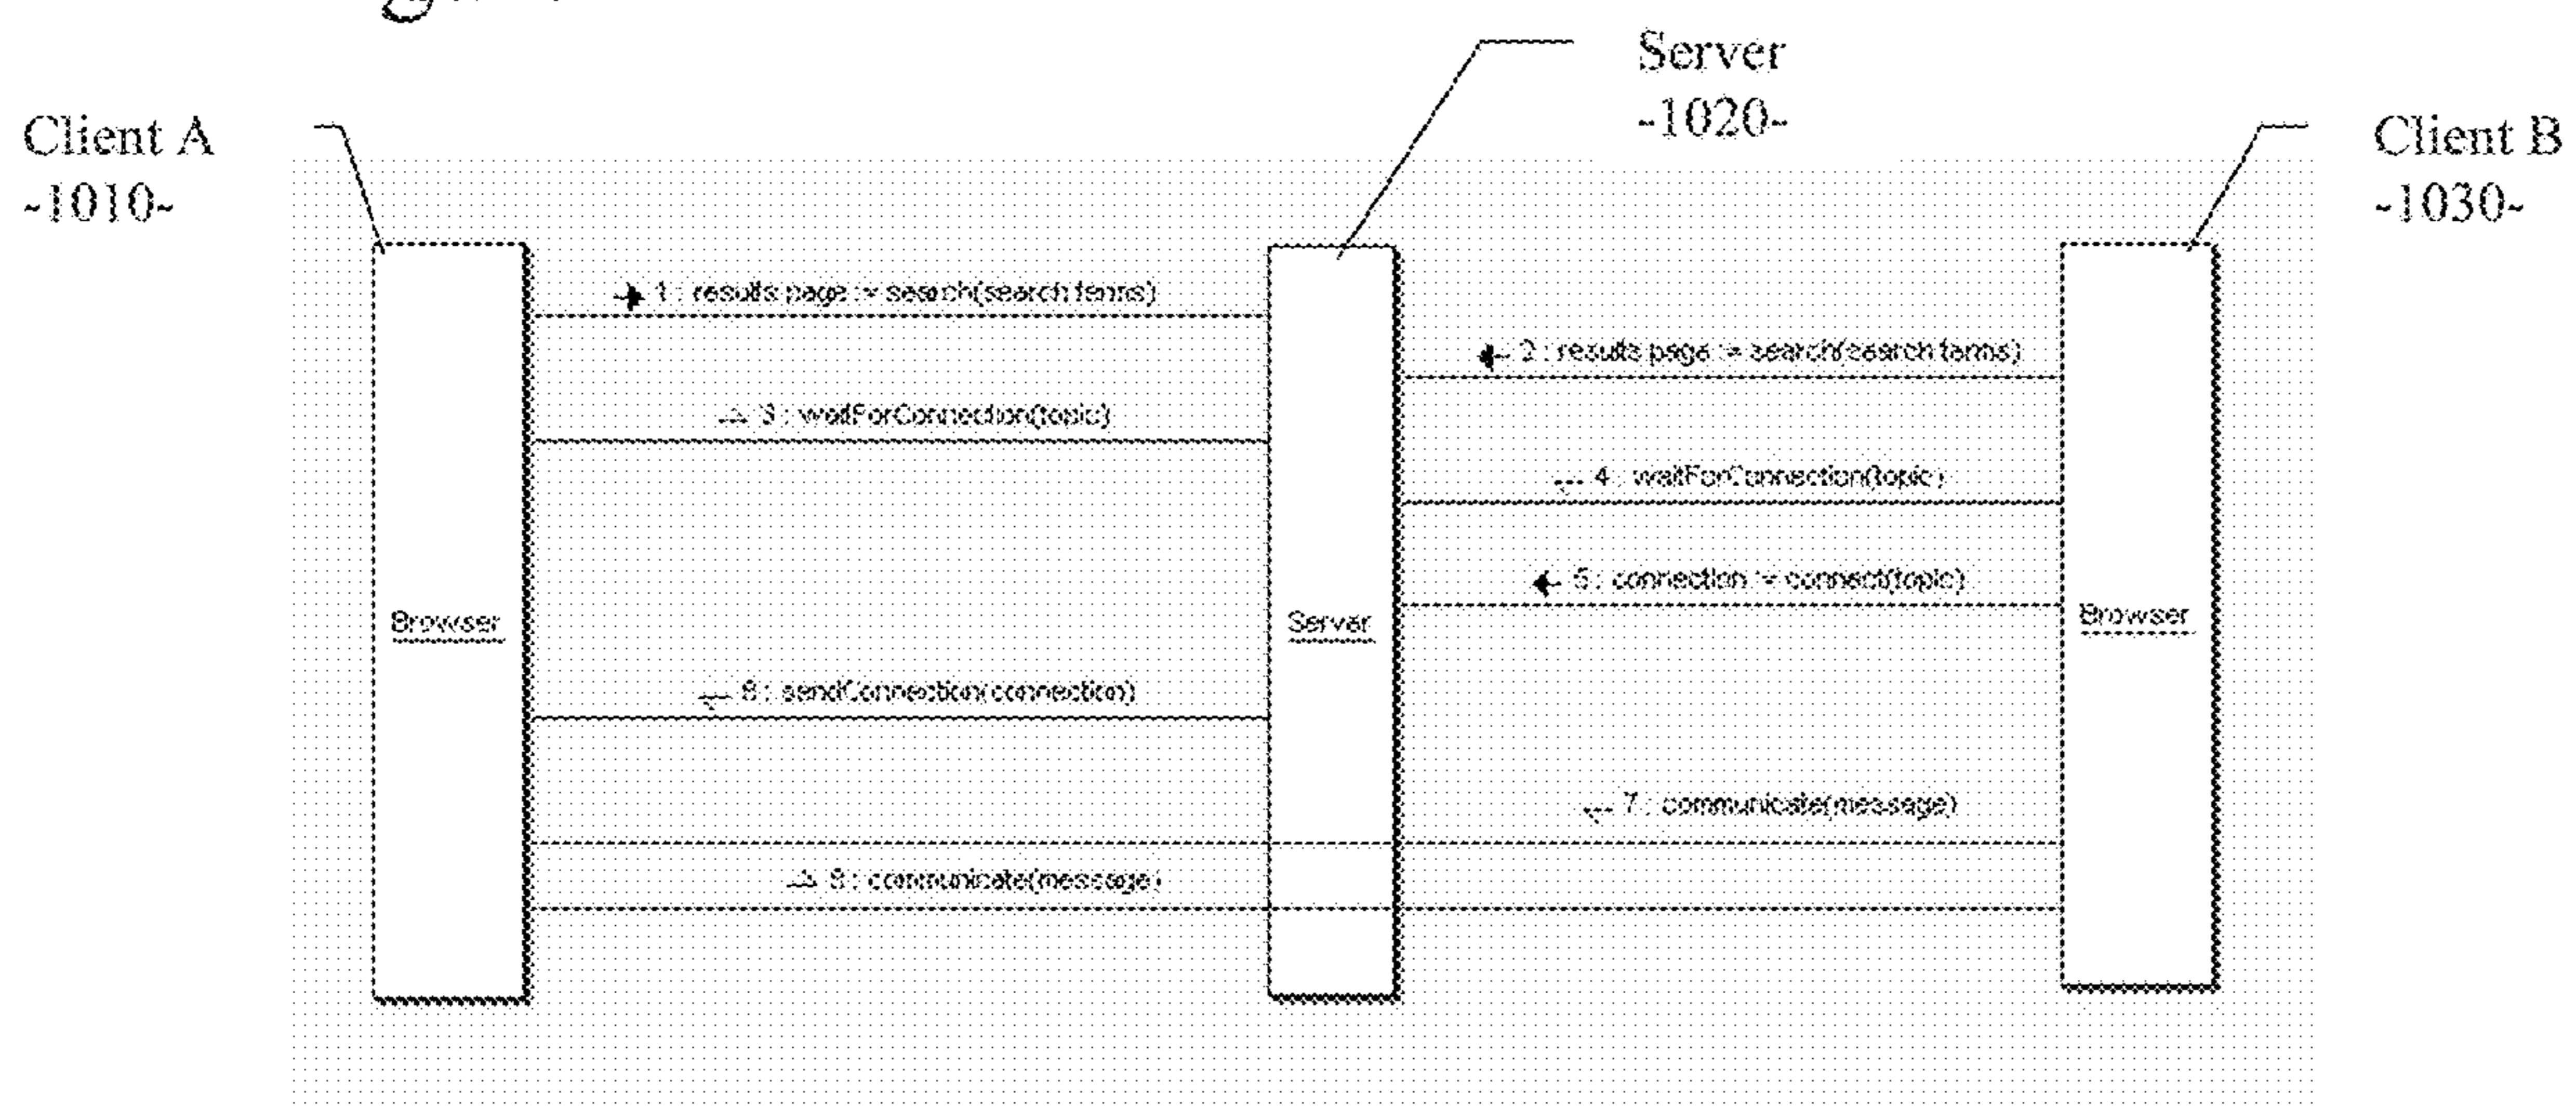 Server
-1020-
Client A
-1010-
Client B
-1030-
1 : results page := search(search terms)
2 : results page := search(search terms)
3 : waitForConnection(topic)
4 : waitForConnection(topic)
5 : connection := connect(topic)
Browser
Server
Browser
6 : sendConnection(connection)
7 : communicate(message)
8 : communicate(message)